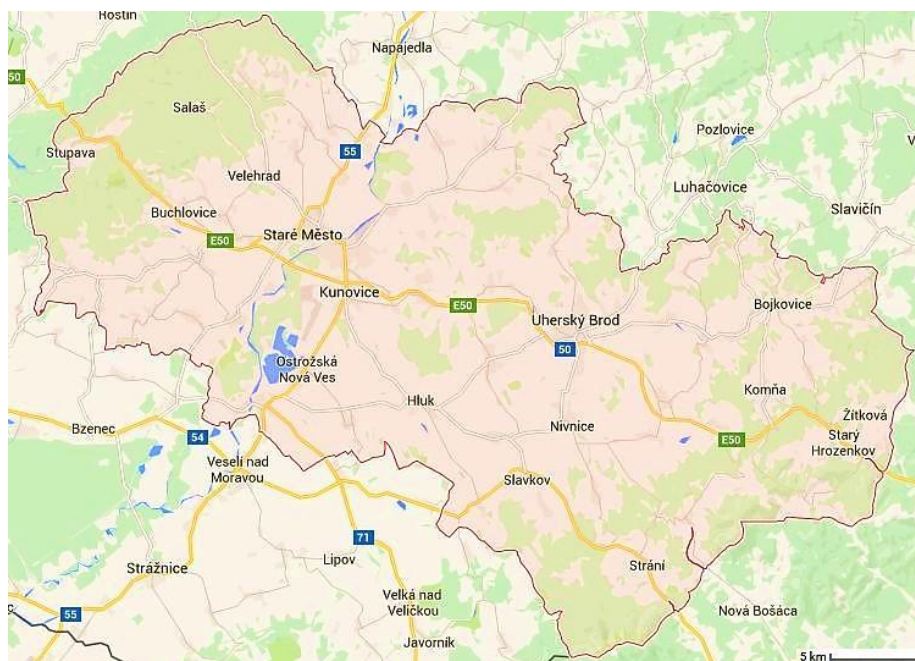 Rostin
Napajedla
50
Salaš
Pozlovice
V
Stupava
55
Velehrad
Luhačovice
Slavičín
Buchlovice
Staré Město
E50
Kunovice
E50
Bojkovice
Uherský Brod
50
Ostrožská
Nová Ves
Komňa
Hluk
Žítková
Bzenec
54
Nivnice
E50
Starý
Hrozenkov
Veselí nad
Moravou
Slavkov
71
Lipov
Strážnice
Strání
Velká nad
Veličkou
Nová Bošáca
55
Javorník
5 km